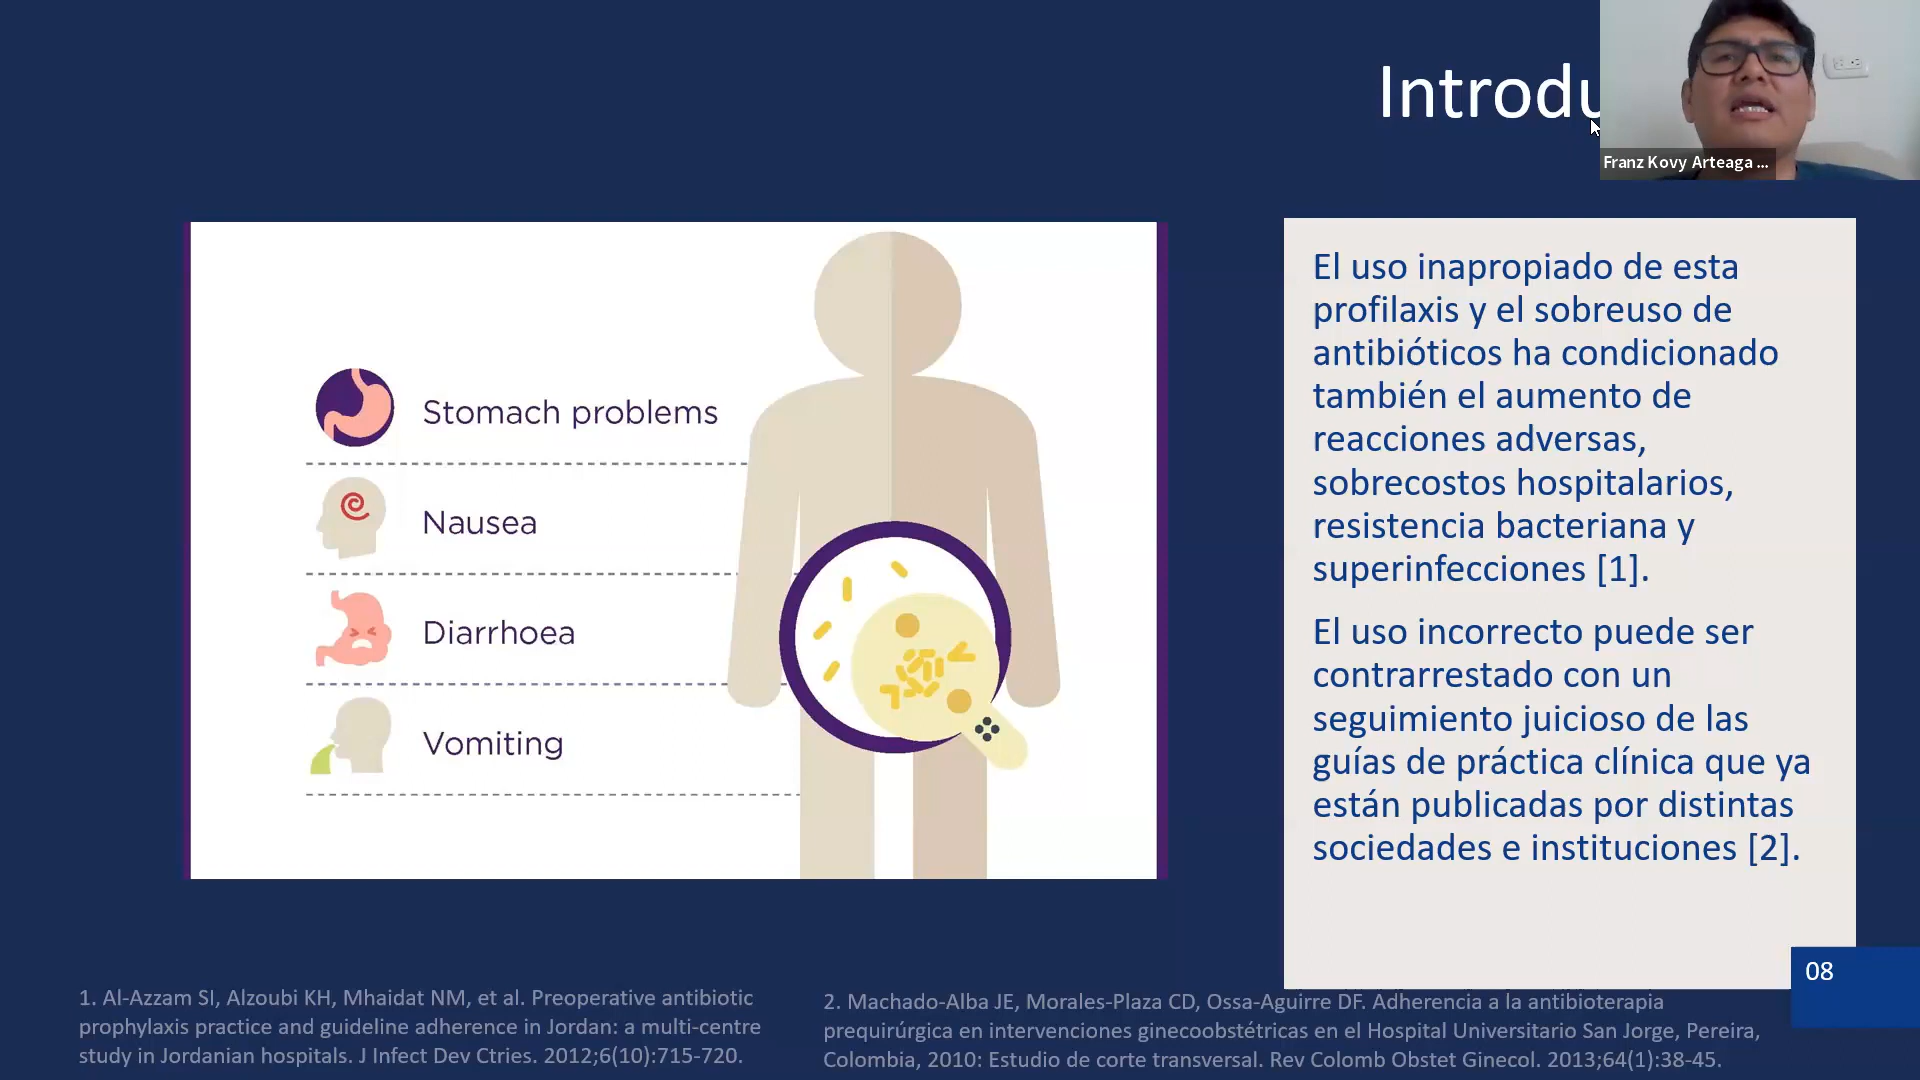 Introdu
Franz Kovy Arteaga ...
Stomach problems
Nausea
Diarrhoea
Vomiting
El uso inapropiado de esta
profilaxis y el sobreuso de
antibióticos ha condicionado
también el aumento de
reacciones adversas,
sobrecostos hospitalarios,
resistencia bacteriana y
superinfecciones [1].
El uso incorrecto puede ser
contrarrestado con un
seguimiento juicioso de las
guías de práctica clínica que ya
están publicadas por distintas
sociedades e instituciones [2].
08
1. Al-Azzam SI, Alzoubi KH, Mhaidat NM, et al. Preoperative antibiotic
prophylaxis practice and guideline adherence in Jordan: a multi-centre
study in Jordanian hospitals. J Infect Dev Ctries. 2012;6(10):715-720.
2. Machado-Alba JE, Morales-Plaza CD, Ossa-Aguirre DF. Adherencia a la antibioterapia
prequirúrgica en intervenciones ginecoobstétricas en el Hospital Universitario San Jorge, Pereira,
Colombia, 2010: Estudio de corte transversal. Rev Colomb Obstet Ginecol. 2013;64(1):38-45.